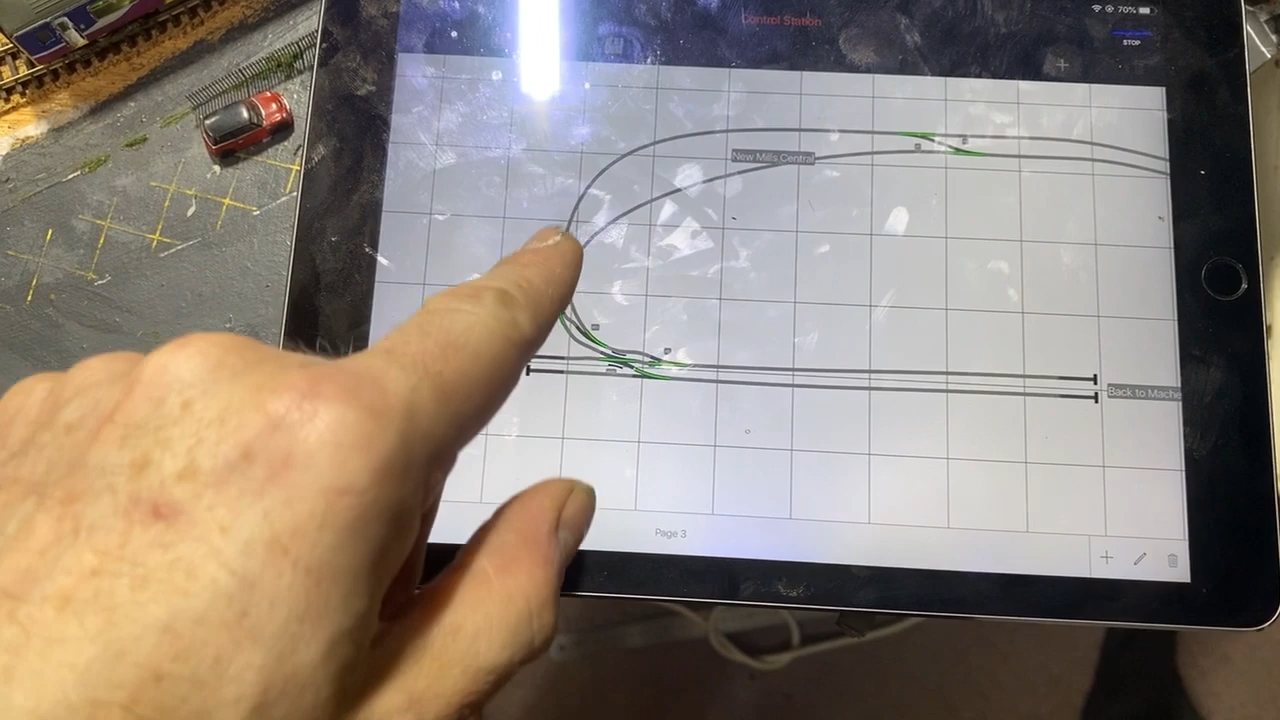 Control Station
70%
STOP
New Mills Central
Back to Mache
Page 3